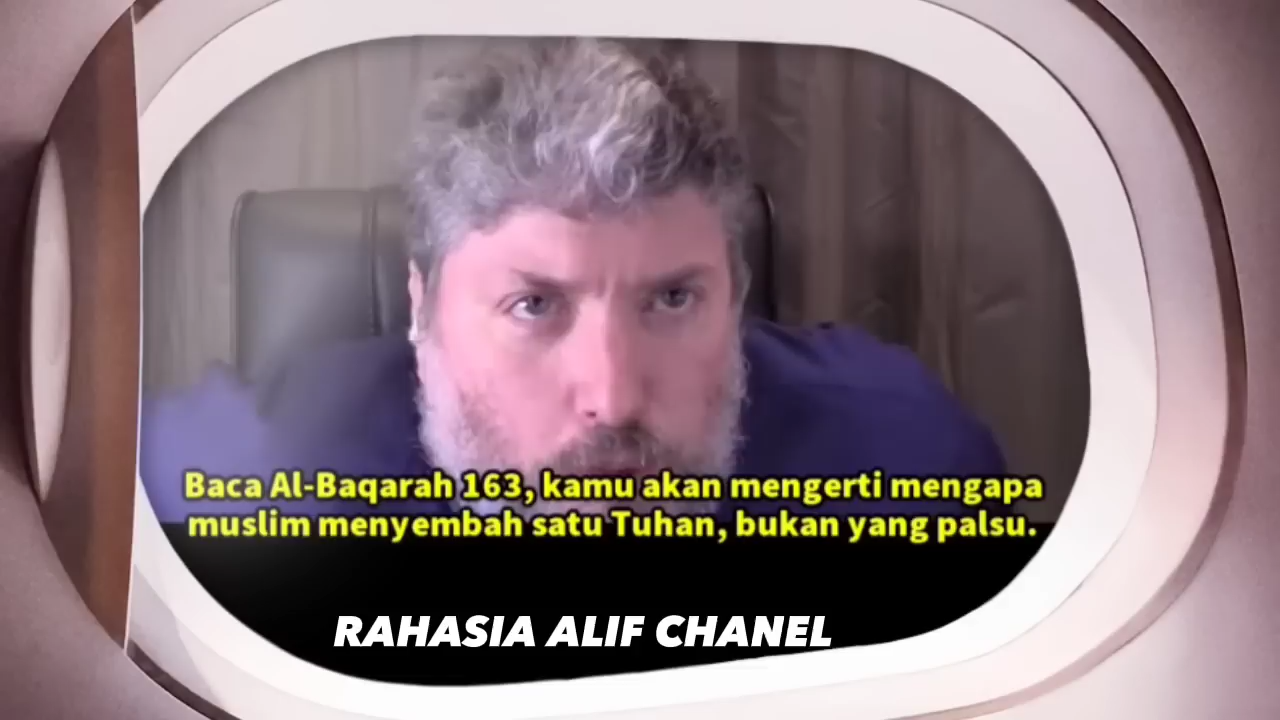 Baca Al-Baqarah 163, kamu akan mengerti mengapa
muslim menyembah satu Tuhan, bukan yang palsu.
RAHASIA ALIF CHANEL